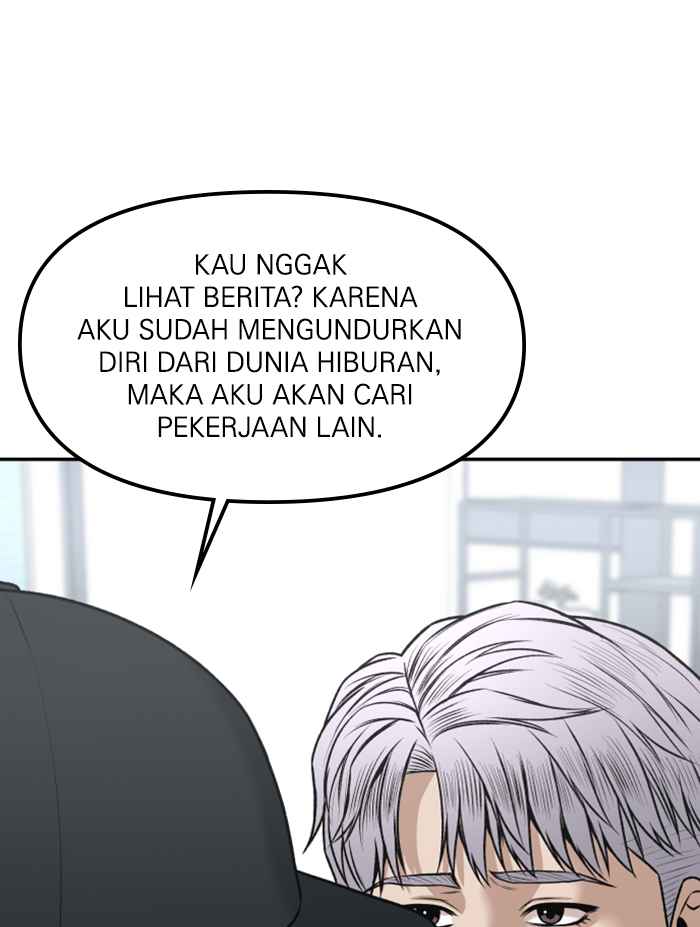 KAU NGGAK
LIHAT BERITA? KARENA
AKU SUDAH MENGUNDURKAN
DIRI DARI DUNIA HIBURAN,
MAKA AKU AKAN CARI
PEKERJAAN LAIN.